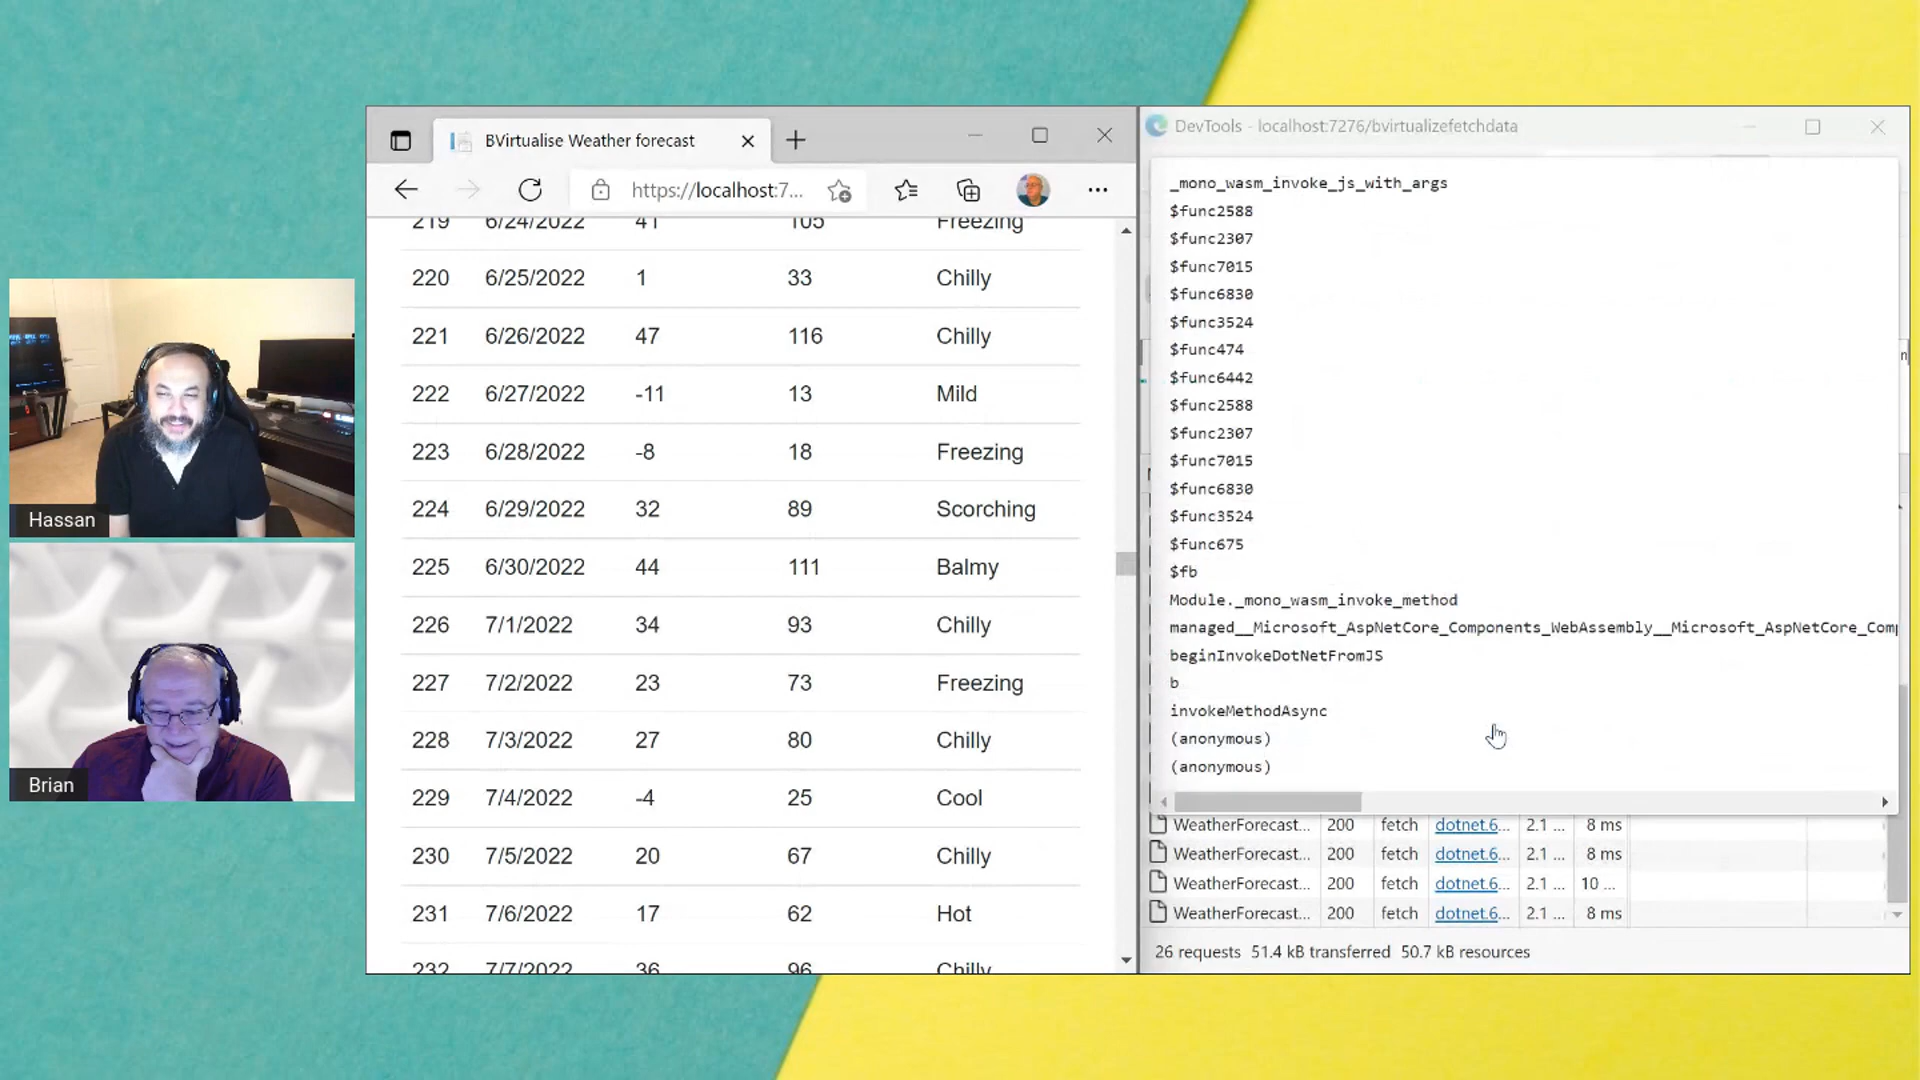 BVirtualise Weather forecast
https://localhost:7...
219 6/24/2022 41 105 Freezing
220 6/25/2022 1 33 Chilly
221 6/26/2022 47 116 Chilly
222 6/27/2022 -11 13 Mild
223 6/28/2022 -8 18 Freezing
224 6/29/2022 32 89 Scorching
225 6/30/2022 44 111 Balmy
226 7/1/2022 34 93 Chilly
227 7/2/2022 23 73 Freezing
228 7/3/2022 27 80 Chilly
229 7/4/2022 -4 25 Cool
230 7/5/2022 20 67 Chilly
231 7/6/2022 17 62 Hot
232 7/7/2022 36 96 Chilly
DevTools - localhost:7276/bvirtualizefetchdata
_mono_wasm_invoke_js_with_args
$func2588
$func2307
$func7015
$func6830
$func3524
$func474
$func6442
$func2588
$func2307
$func7015
$func6830
$func3524
$func675
$fb
Module._mono_wasm_invoke_method
managed__Microsoft_AspNetCore_Components_WebAssembly__Microsoft_AspNetCore_Com
beginInvokeDotNetFromJS
b
invokeMethodAsync
(anonymous)
(anonymous)
WeatherForecast... 200 fetch dotnet.6... 2.1 ... 8 ms
WeatherForecast... 200 fetch dotnet.6... 2.1 ... 8 ms
WeatherForecast... 200 fetch dotnet.6... 2.1 ... 10 ...
WeatherForecast... 200 fetch dotnet.6... 2.1 ... 8 ms
26 requests 51.4 kB transferred 50.7 kB resources
Hassan
Brian